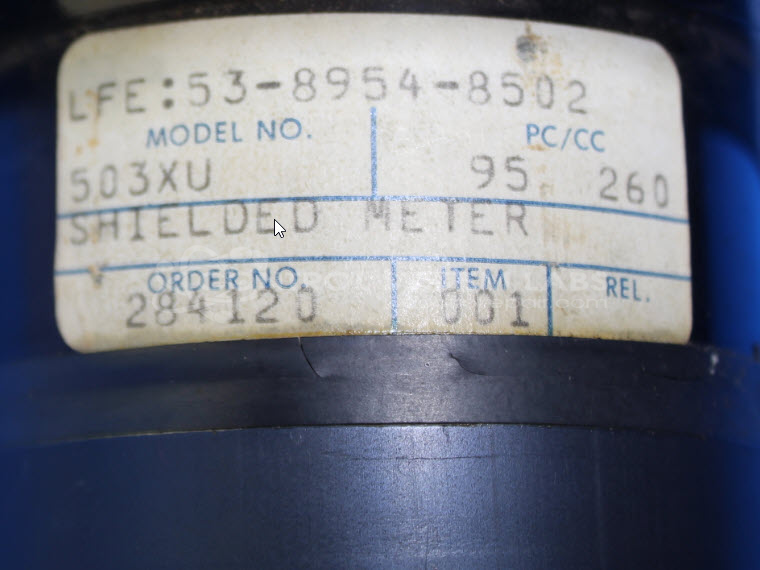 LFE:53-8954-8502
MODEL NO. PC/CC
503XU 95 260
SHIELDED METER
ORDER NO. ITEM REL.
284120 001